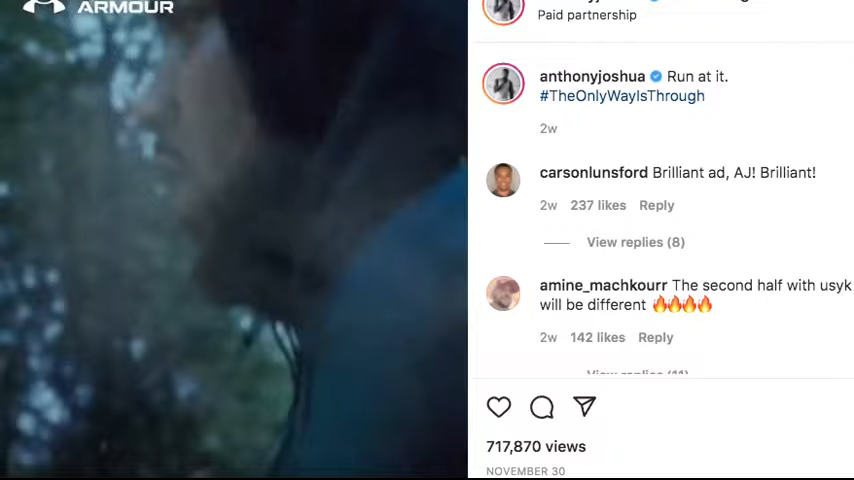 ARMOUR
Paid partnership
anthonyjoshua Run at it.
#TheOnlyWayIsThrough
2w
carsonlunsford Brilliant ad, AJ! Brilliant!
2w 237 likes Reply
View replies (8)
amine_machkourr The second half with usyk
will be different 🔥🔥🔥🔥
2w 142 likes Reply
View replies (11)
717,870 views
NOVEMBER 30